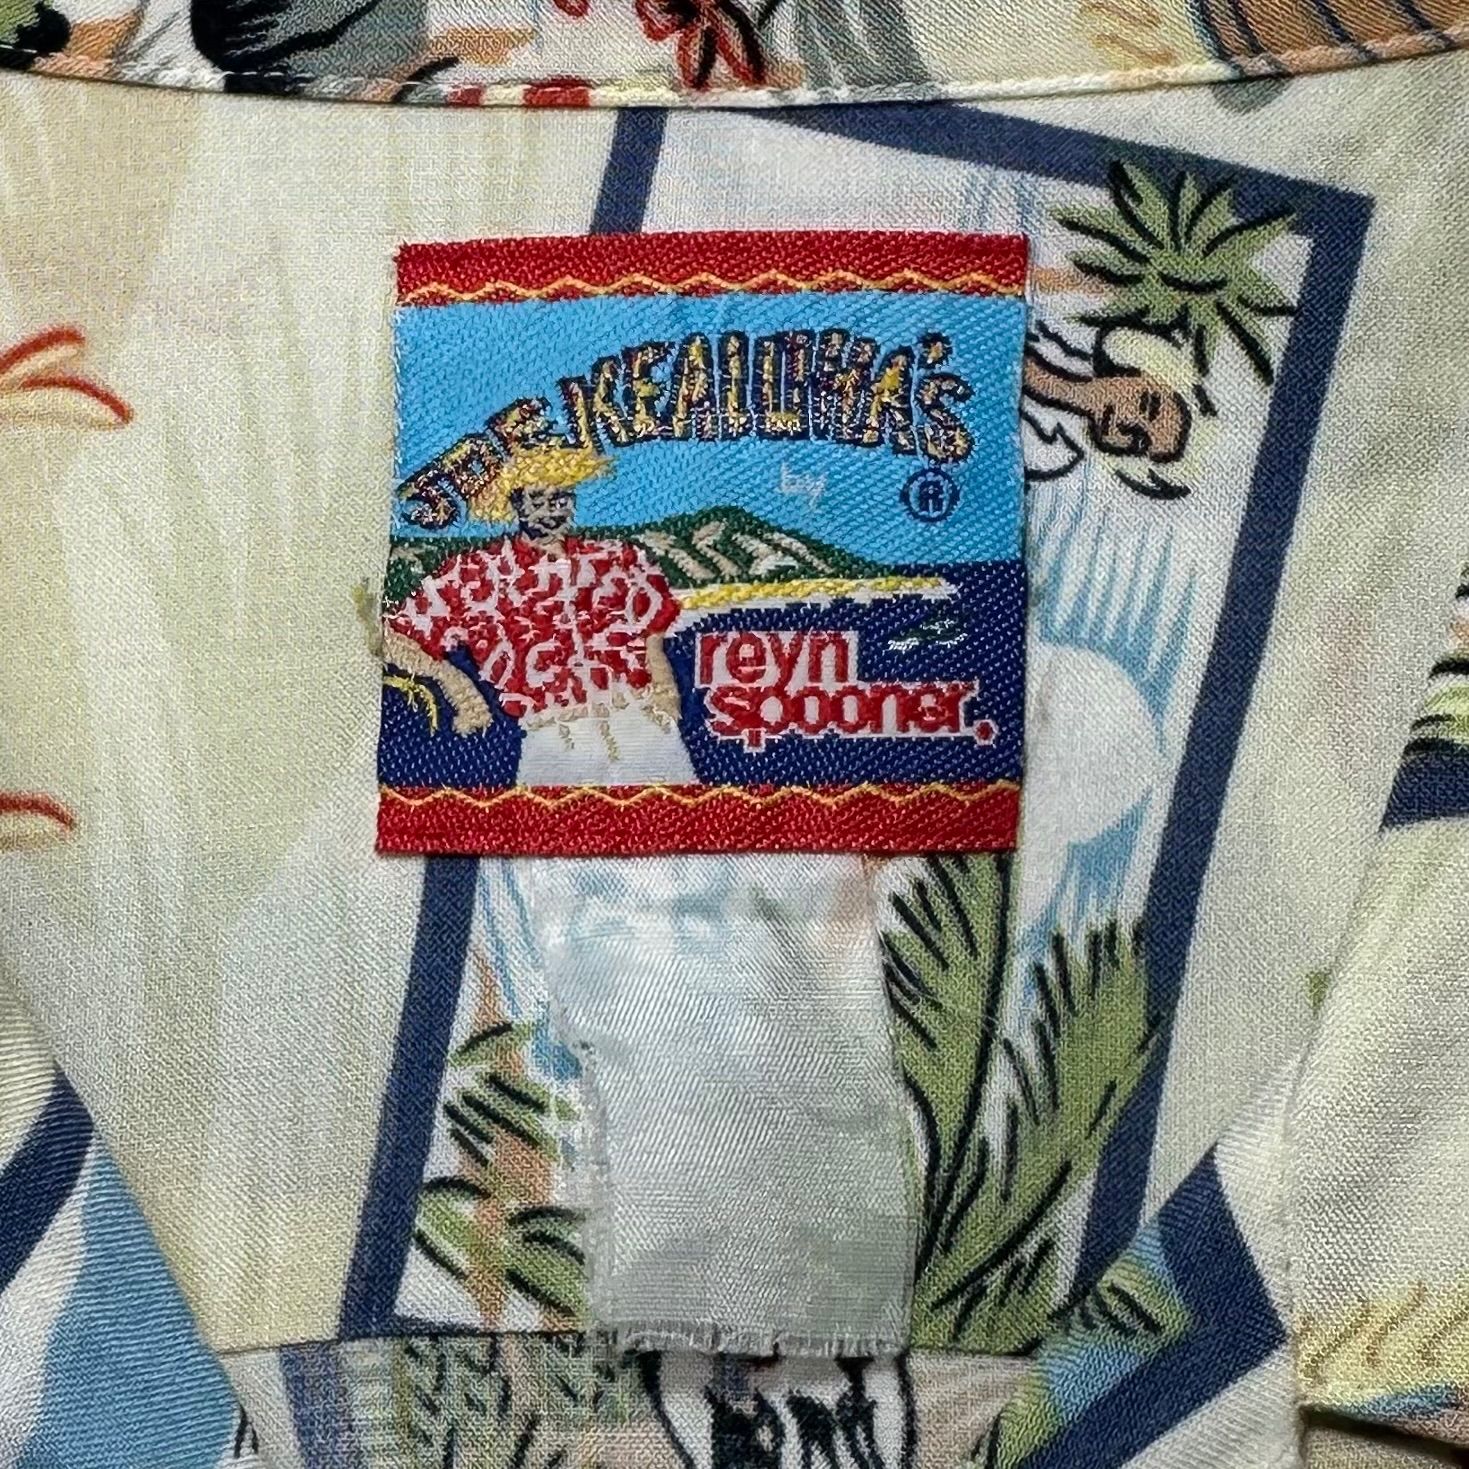 JOE KEALOHA'S
by ®
reyn
spooner.